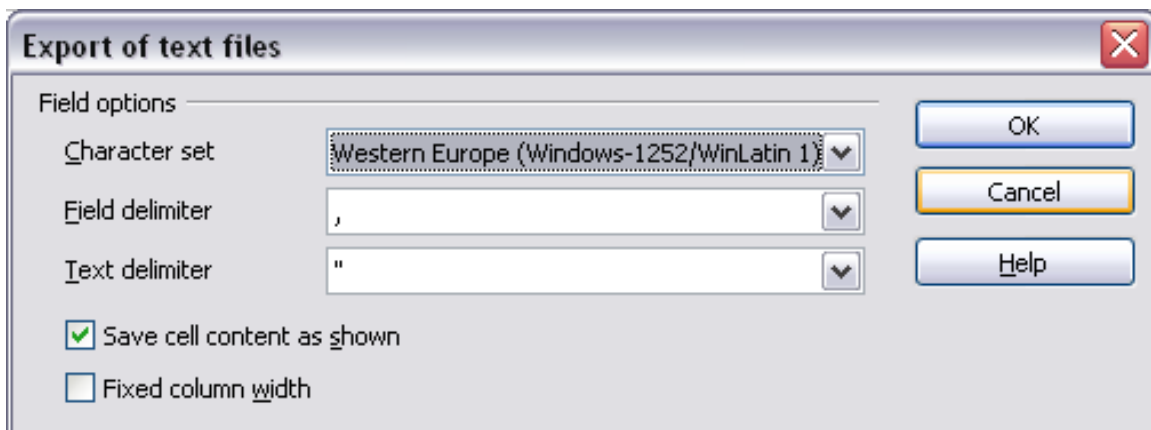 Export of text files
Field options
OK
Character set
Western Europe (Windows-1252/WinLatin 1)
Cancel
Field delimiter
,
Text delimiter
"
Help
Save cell content as shown
Fixed column width